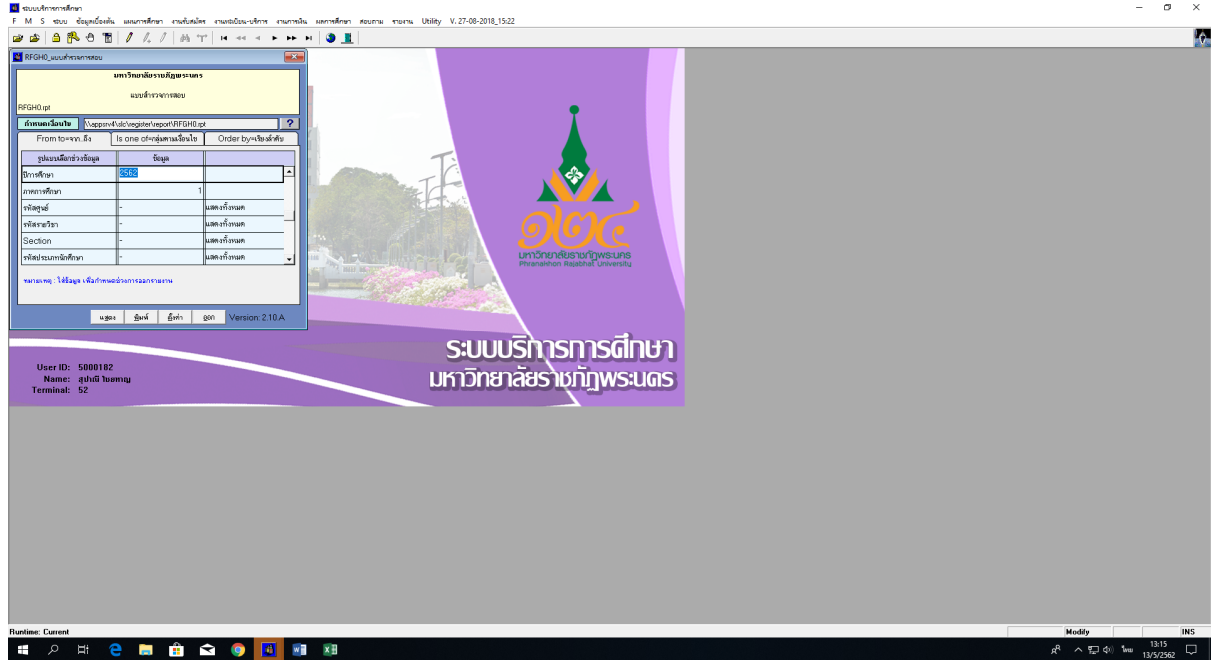 ระบบบริการการศึกษา
F M S ระบบ ข้อมูลเบื้องต้น แผนการศึกษา งานรับสมัคร งานทะเบียน-บริการ งานการเงิน ผลการศึกษา สอบถาม รายงาน Utility V. 27-08-2018_15:22
RFGH0_แบบสำรวจการสอบ
มหาวิทยาลัยราชภัฏพระนคร
แบบสำรวจการสอบ
RFGH0.rpt
กำหนดเงื่อนไข \\appsrv4\slc\register\report\RFGH0.rpt ?
From to=จาก..ถึง Is one of=กลุ่มตามเงื่อนไข Order by=เรียงลำดับ
รูปแบบเลือกช่วงข้อมูล ข้อมูล
ปีการศึกษา 2562
ภาคการศึกษา 1
รหัสศูนย์ - แสดงทั้งหมด
รหัสรายวิชา - แสดงทั้งหมด
Section - แสดงทั้งหมด
รหัสประเภทนักศึกษา - แสดงทั้งหมด
หมายเหตุ : ใส่ข้อมูล เพื่อกำหนดช่วงการออกรายงาน
แสดง พิมพ์ ตั้งค่า ออก Version: 2.10.A
๑๒๔
มหาวิทยาลัยราชภัฏพระนคร
Phranakhon Rajabhat University
ระบบบริการการศึกษา
มหาวิทยาลัยราชภัฏพระนคร
User ID: 5000182
Name: สุปาณี
Terminal: 52
Runtime: Current Modify INS
ไทย 13:15
13/5/2562